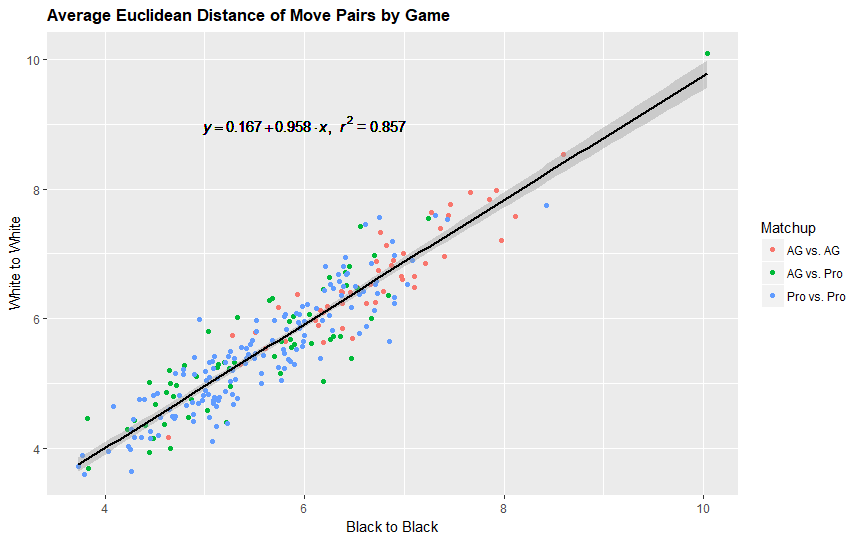 Average Euclidean Distance of Move Pairs by Game
10
8
6
4
y = 0.167 + 0.958 · x, r² = 0.857
White to White
4
6
8
10
Black to Black
Matchup
AG vs. AG
AG vs. Pro
Pro vs. Pro